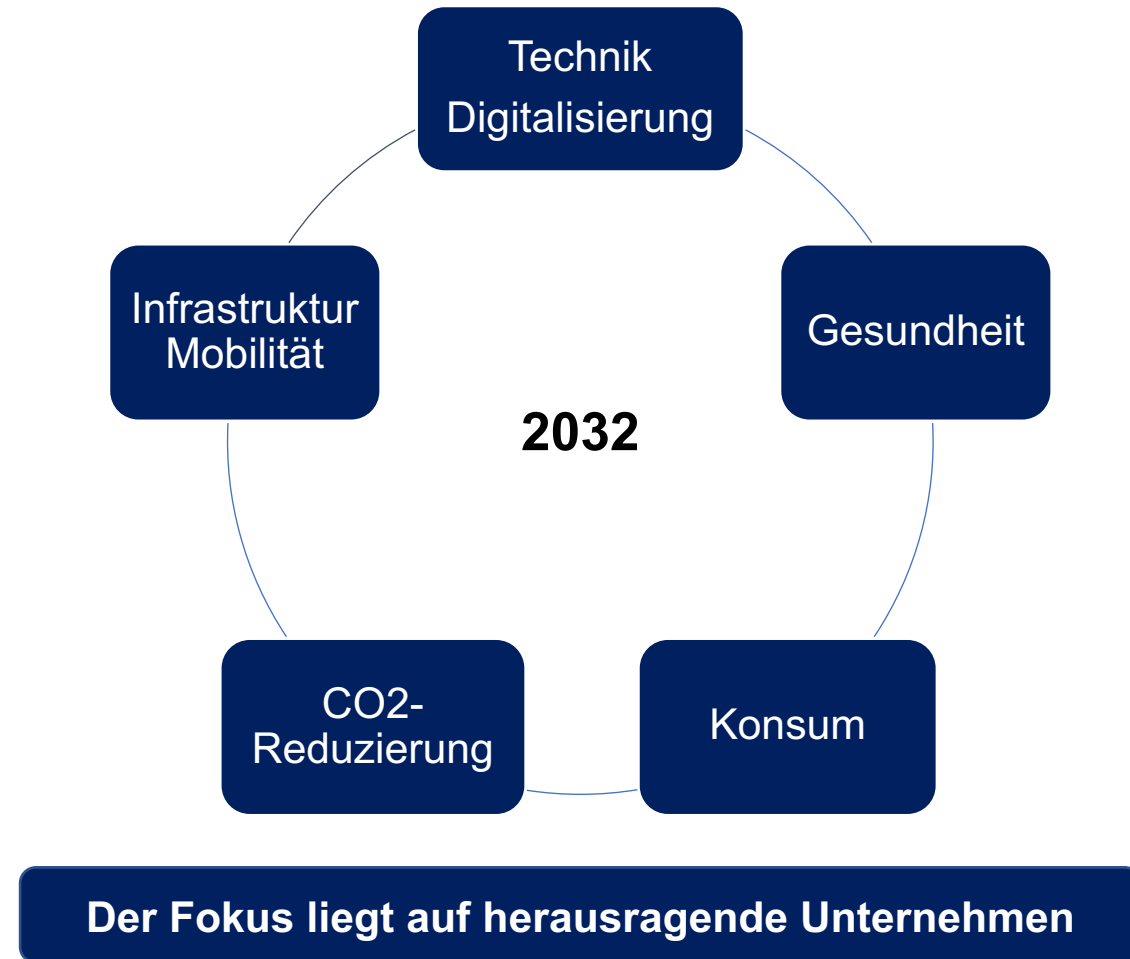 Technik
Digitalisierung
Infrastruktur
Mobilität
Gesundheit
2032
CO2-
Reduzierung
Konsum
Der Fokus liegt auf herausragende Unternehmen